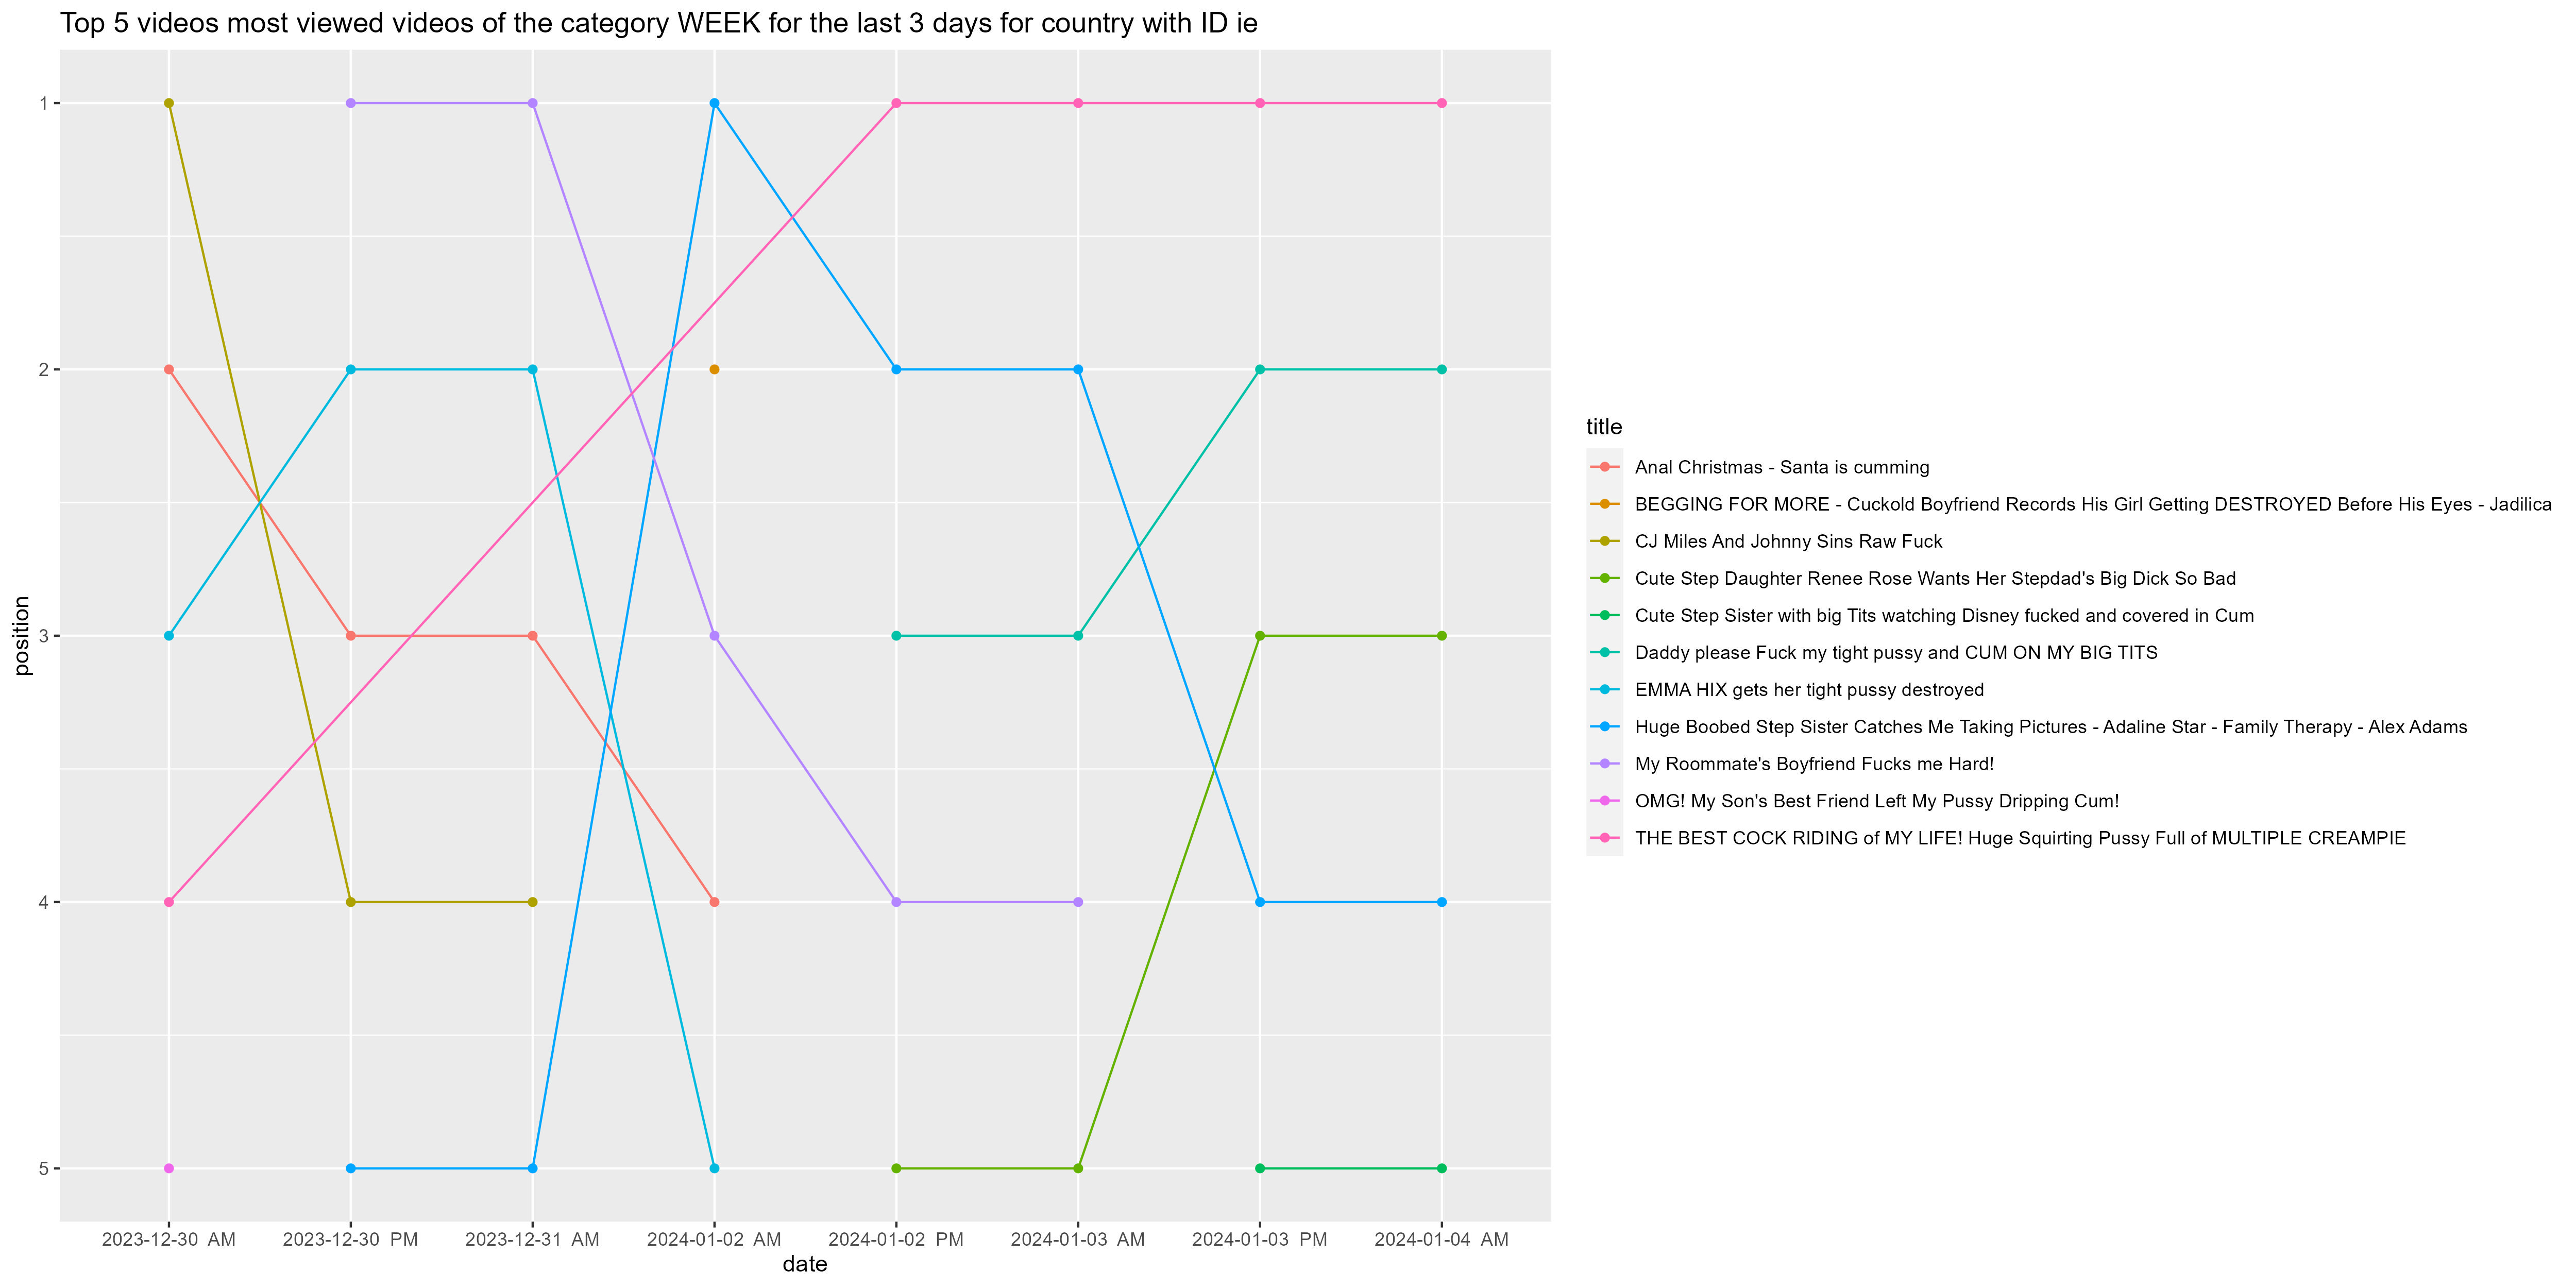 Top 5 videos most viewed videos of the category WEEK for the last 3 days for country with ID ie
position
1
2
3
4
5
2023-12-30 AM
2023-12-30 PM
2023-12-31 AM
2024-01-02 AM
2024-01-02 PM
2024-01-03 AM
2024-01-03 PM
2024-01-04 AM
date
title
Anal Christmas - Santa is cumming
BEGGING FOR MORE - Cuckold Boyfriend Records His Girl Getting DESTROYED Before His Eyes - Jadilica
CJ Miles And Johnny Sins Raw Fuck
Cute Step Daughter Renee Rose Wants Her Stepdad's Big Dick So Bad
Cute Step Sister with big Tits watching Disney fucked and covered in Cum
Daddy please Fuck my tight pussy and CUM ON MY BIG TITS
EMMA HIX gets her tight pussy destroyed
Huge Boobed Step Sister Catches Me Taking Pictures - Adaline Star - Family Therapy - Alex Adams
My Roommate's Boyfriend Fucks me Hard!
OMG! My Son's Best Friend Left My Pussy Dripping Cum!
THE BEST COCK RIDING of MY LIFE! Huge Squirting Pussy Full of MULTIPLE CREAMPIE